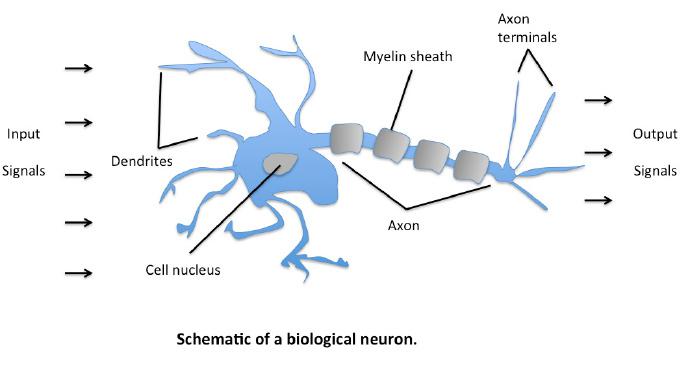 Axon
terminals
Myelin sheath
Input
Signals
Dendrites
Output
Signals
Axon
Cell nucleus
Schematic of a biological neuron.